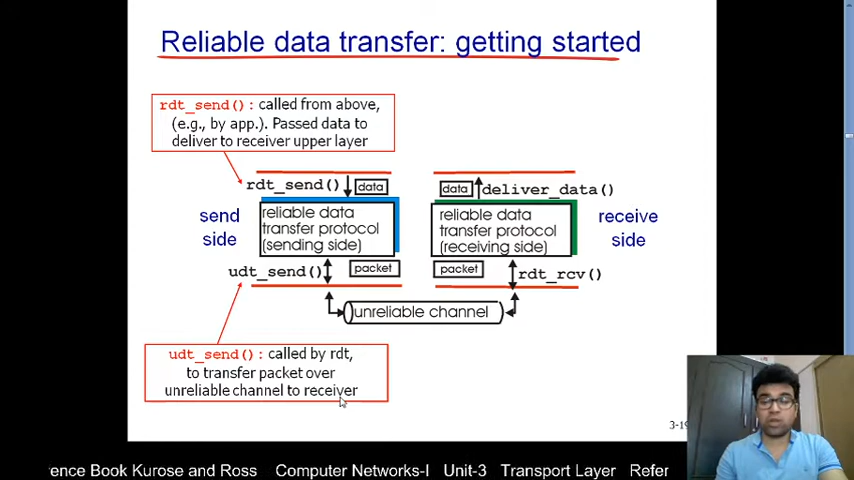 Reliable data transfer: getting started
rdt_send(): called from above,
(e.g., by app.). Passed data to
deliver to receiver upper layer
rdt_send() data
data deliver_data()
send
side
reliable data
transfer protocol
(sending side)
reliable data
transfer protocol
(receiving side)
receive
side
udt_send() packet
packet rdt_rcv()
unreliable channel
udt_send(): called by rdt,
to transfer packet over
unreliable channel to receiver
erence Book Kurose and Ross Computer Networks-I Unit-3 Transport Layer Refer